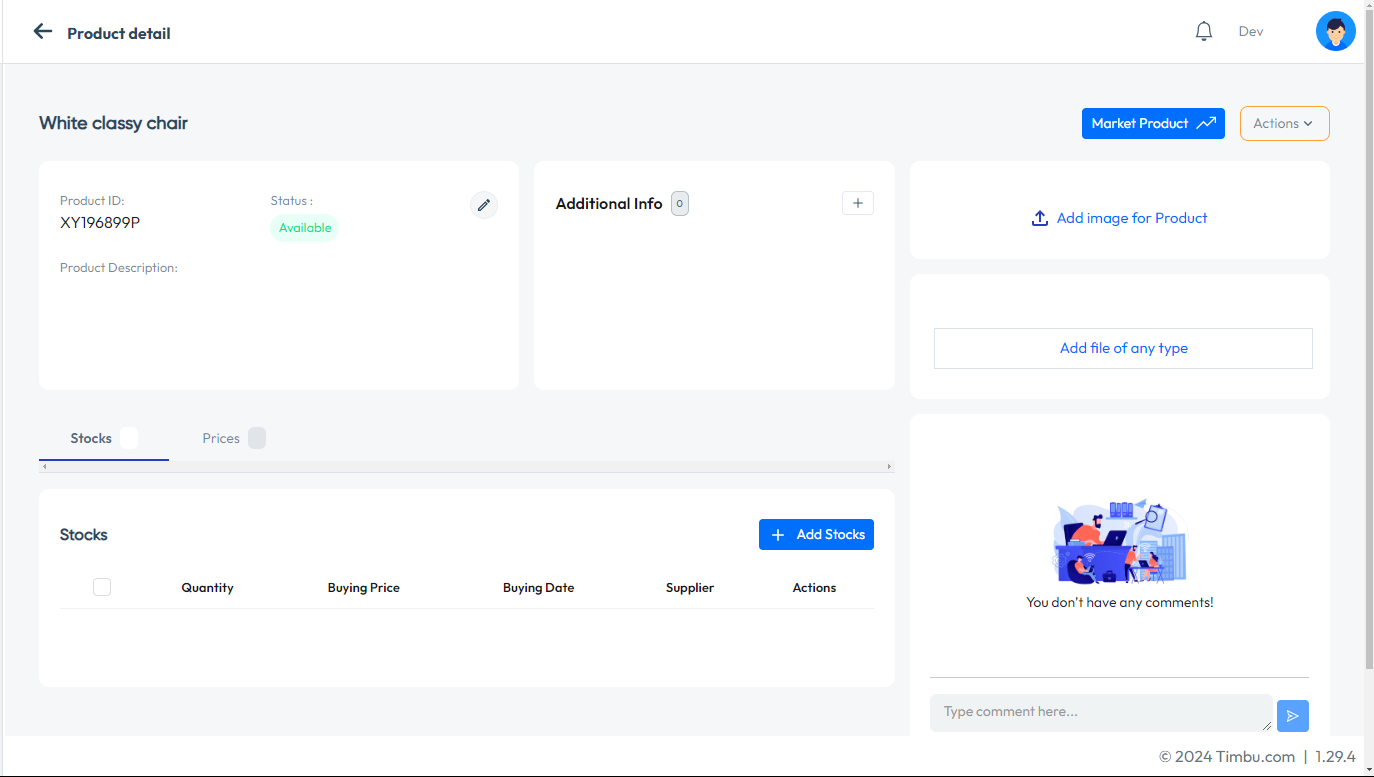 Product detail
Dev
White classy chair
Market Product
Actions
Product ID:
XY196899P
Status :
Available
Product Description:
Additional Info 0
Add image for Product
Add file of any type
Stocks
Prices
Stocks
Add Stocks
Quantity Buying Price Buying Date Supplier Actions
You don't have any comments!
Type comment here...
© 2024 Timbu.com | 1.29.4